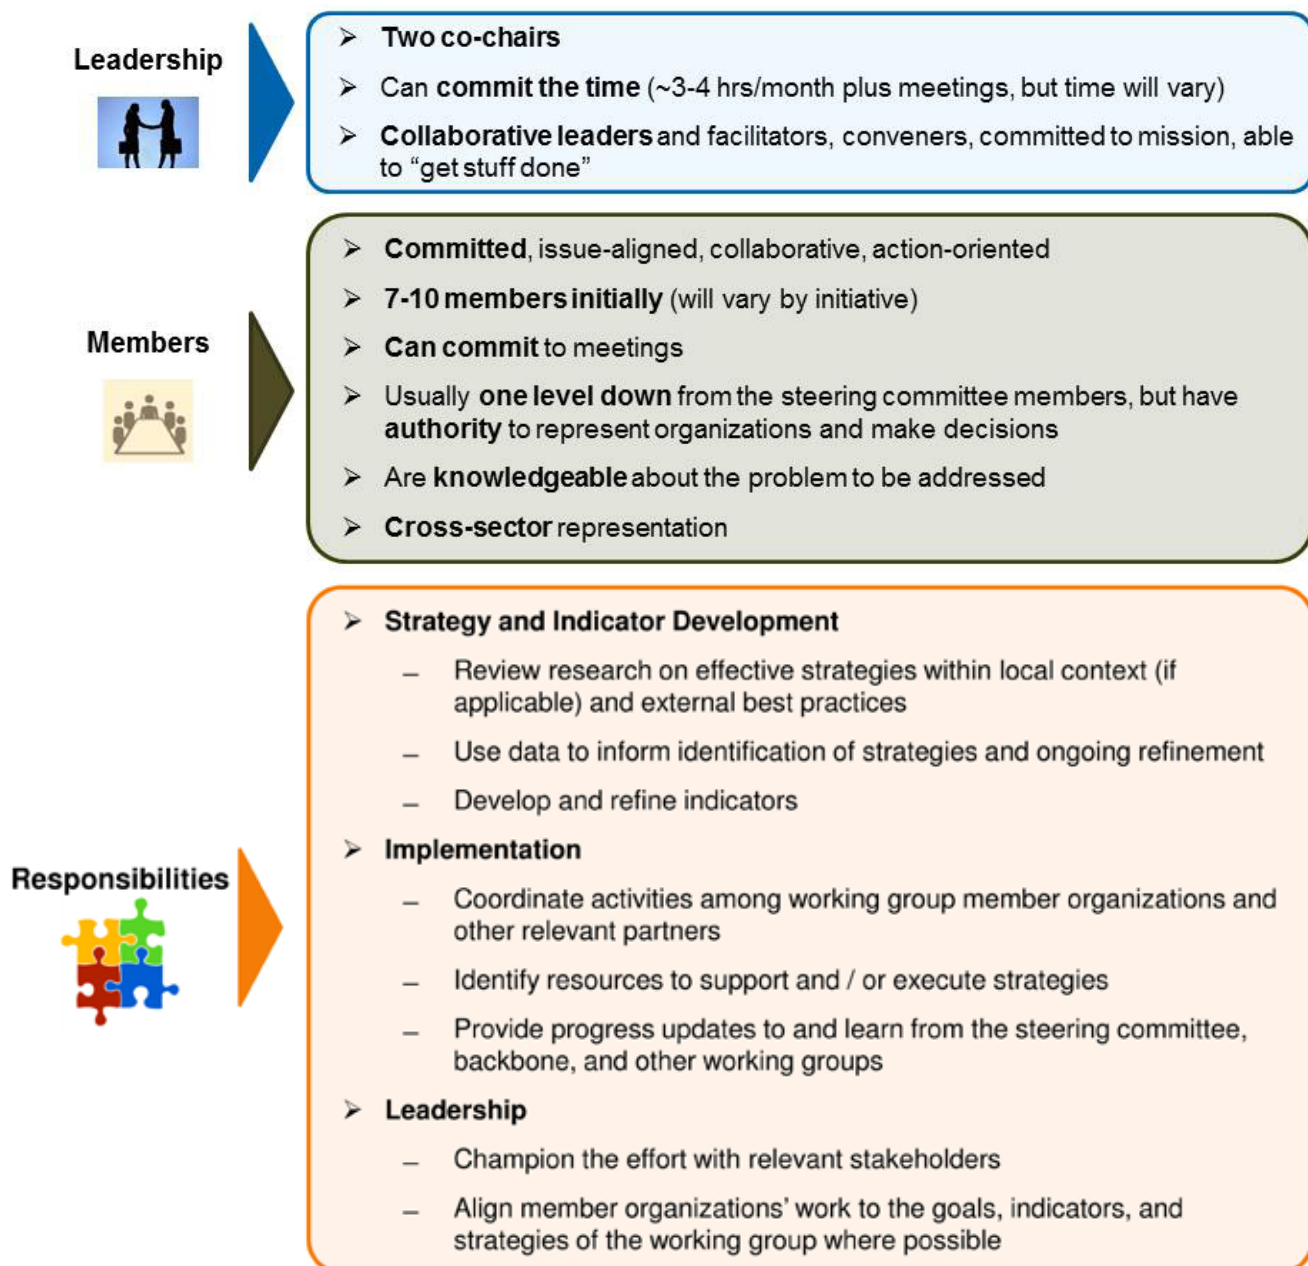 Leadership
➢ Two co-chairs
➢ Can commit the time (~3-4 hrs/month plus meetings, but time will vary)
➢ Collaborative leaders and facilitators, conveners, committed to mission, able
to “get stuff done”
Members
➢ Committed, issue-aligned, collaborative, action-oriented
➢ 7-10 members initially (will vary by initiative)
➢ Can commit to meetings
➢ Usually one level down from the steering committee members, but have
authority to represent organizations and make decisions
➢ Are knowledgeable about the problem to be addressed
➢ Cross-sector representation
Responsibilities
➢ Strategy and Indicator Development
– Review research on effective strategies within local context (if
applicable) and external best practices
– Use data to inform identification of strategies and ongoing refinement
– Develop and refine indicators
➢ Implementation
– Coordinate activities among working group member organizations and
other relevant partners
– Identify resources to support and / or execute strategies
– Provide progress updates to and learn from the steering committee,
backbone, and other working groups
➢ Leadership
– Champion the effort with relevant stakeholders
– Align member organizations’ work to the goals, indicators, and
strategies of the working group where possible